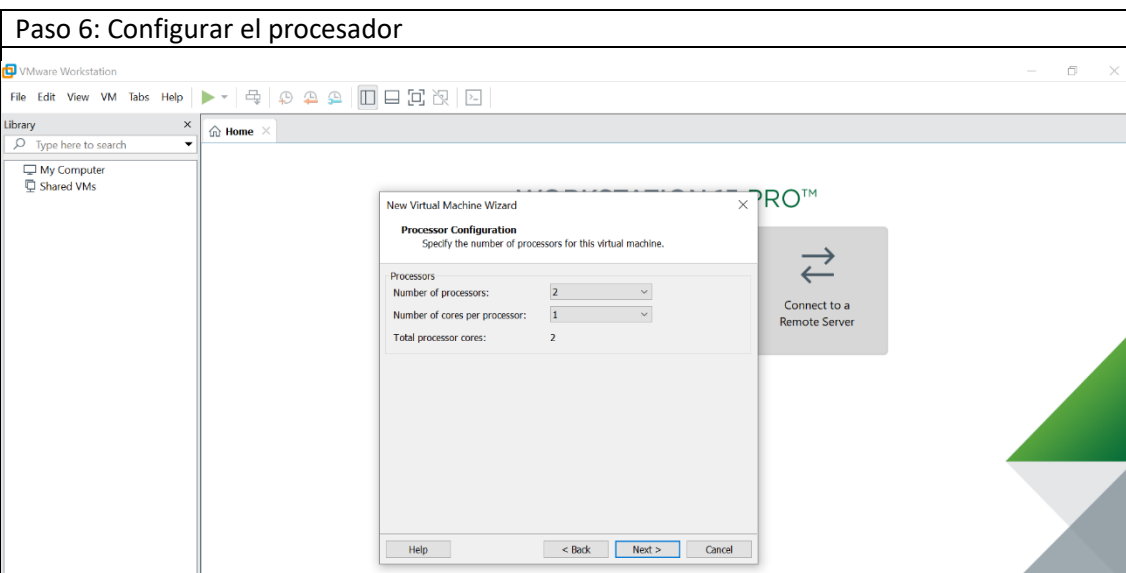 Paso 6: Configurar el procesador
VMware Workstation
File Edit View VM Tabs Help
Library
Home
Type here to search
My Computer
Shared VMs
PRO™
New Virtual Machine Wizard
Processor Configuration
Specify the number of processors for this virtual machine.
Processors
Number of processors: 2
Number of cores per processor: 1
Total processor cores: 2
Connect to a
Remote Server
Help < Back Next > Cancel